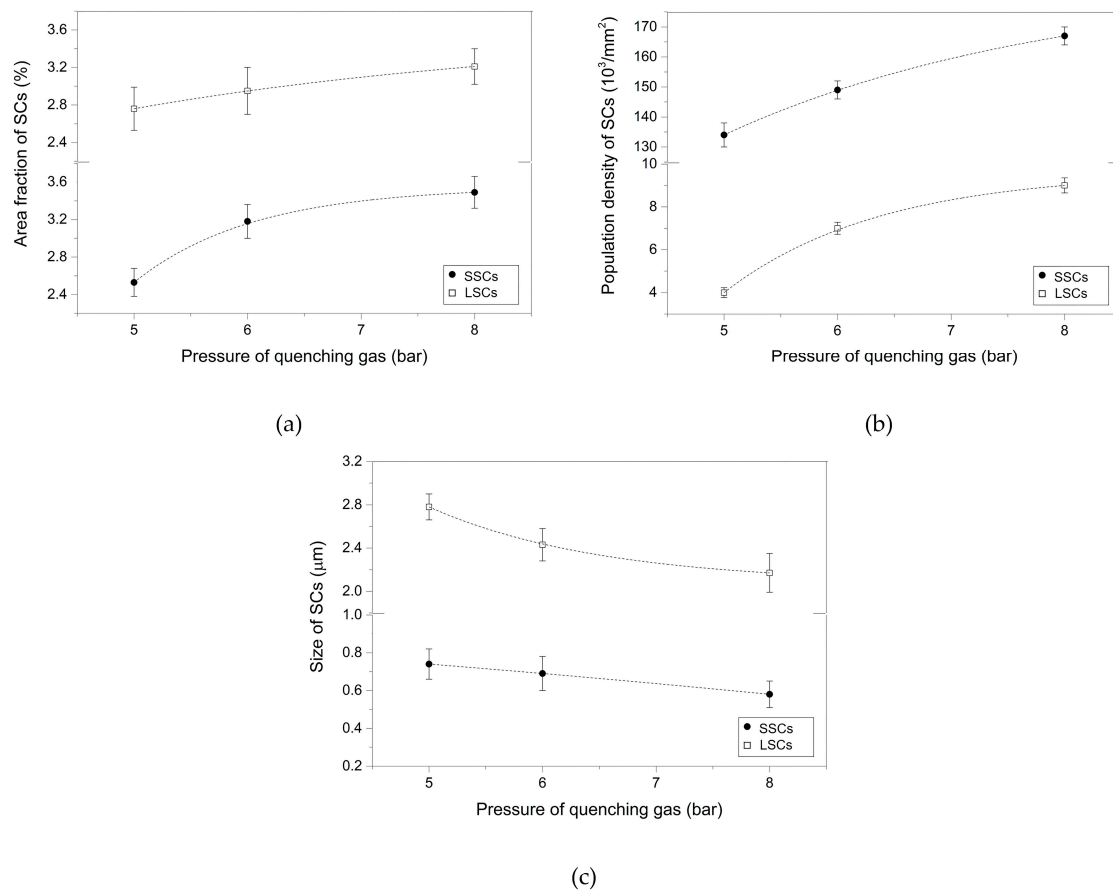 3.6
3.2
2.8
2.4
3.6
3.2
2.8
2.4
Area fraction of SCs (%)
SSCs
LSCs
5 6 7 8
Pressure of quenching gas (bar)
(a)
170
160
150
140
130
10
8
6
4
Population density of SCs (10³/mm²)
SSCs
LSCs
5 6 7 8
Pressure of quenching gas (bar)
(b)
3.2
2.8
2.4
2.0
1.0
0.8
0.6
0.4
0.2
Size of SCs (μm)
SSCs
LSCs
5 6 7 8
Pressure of quenching gas (bar)
(c)